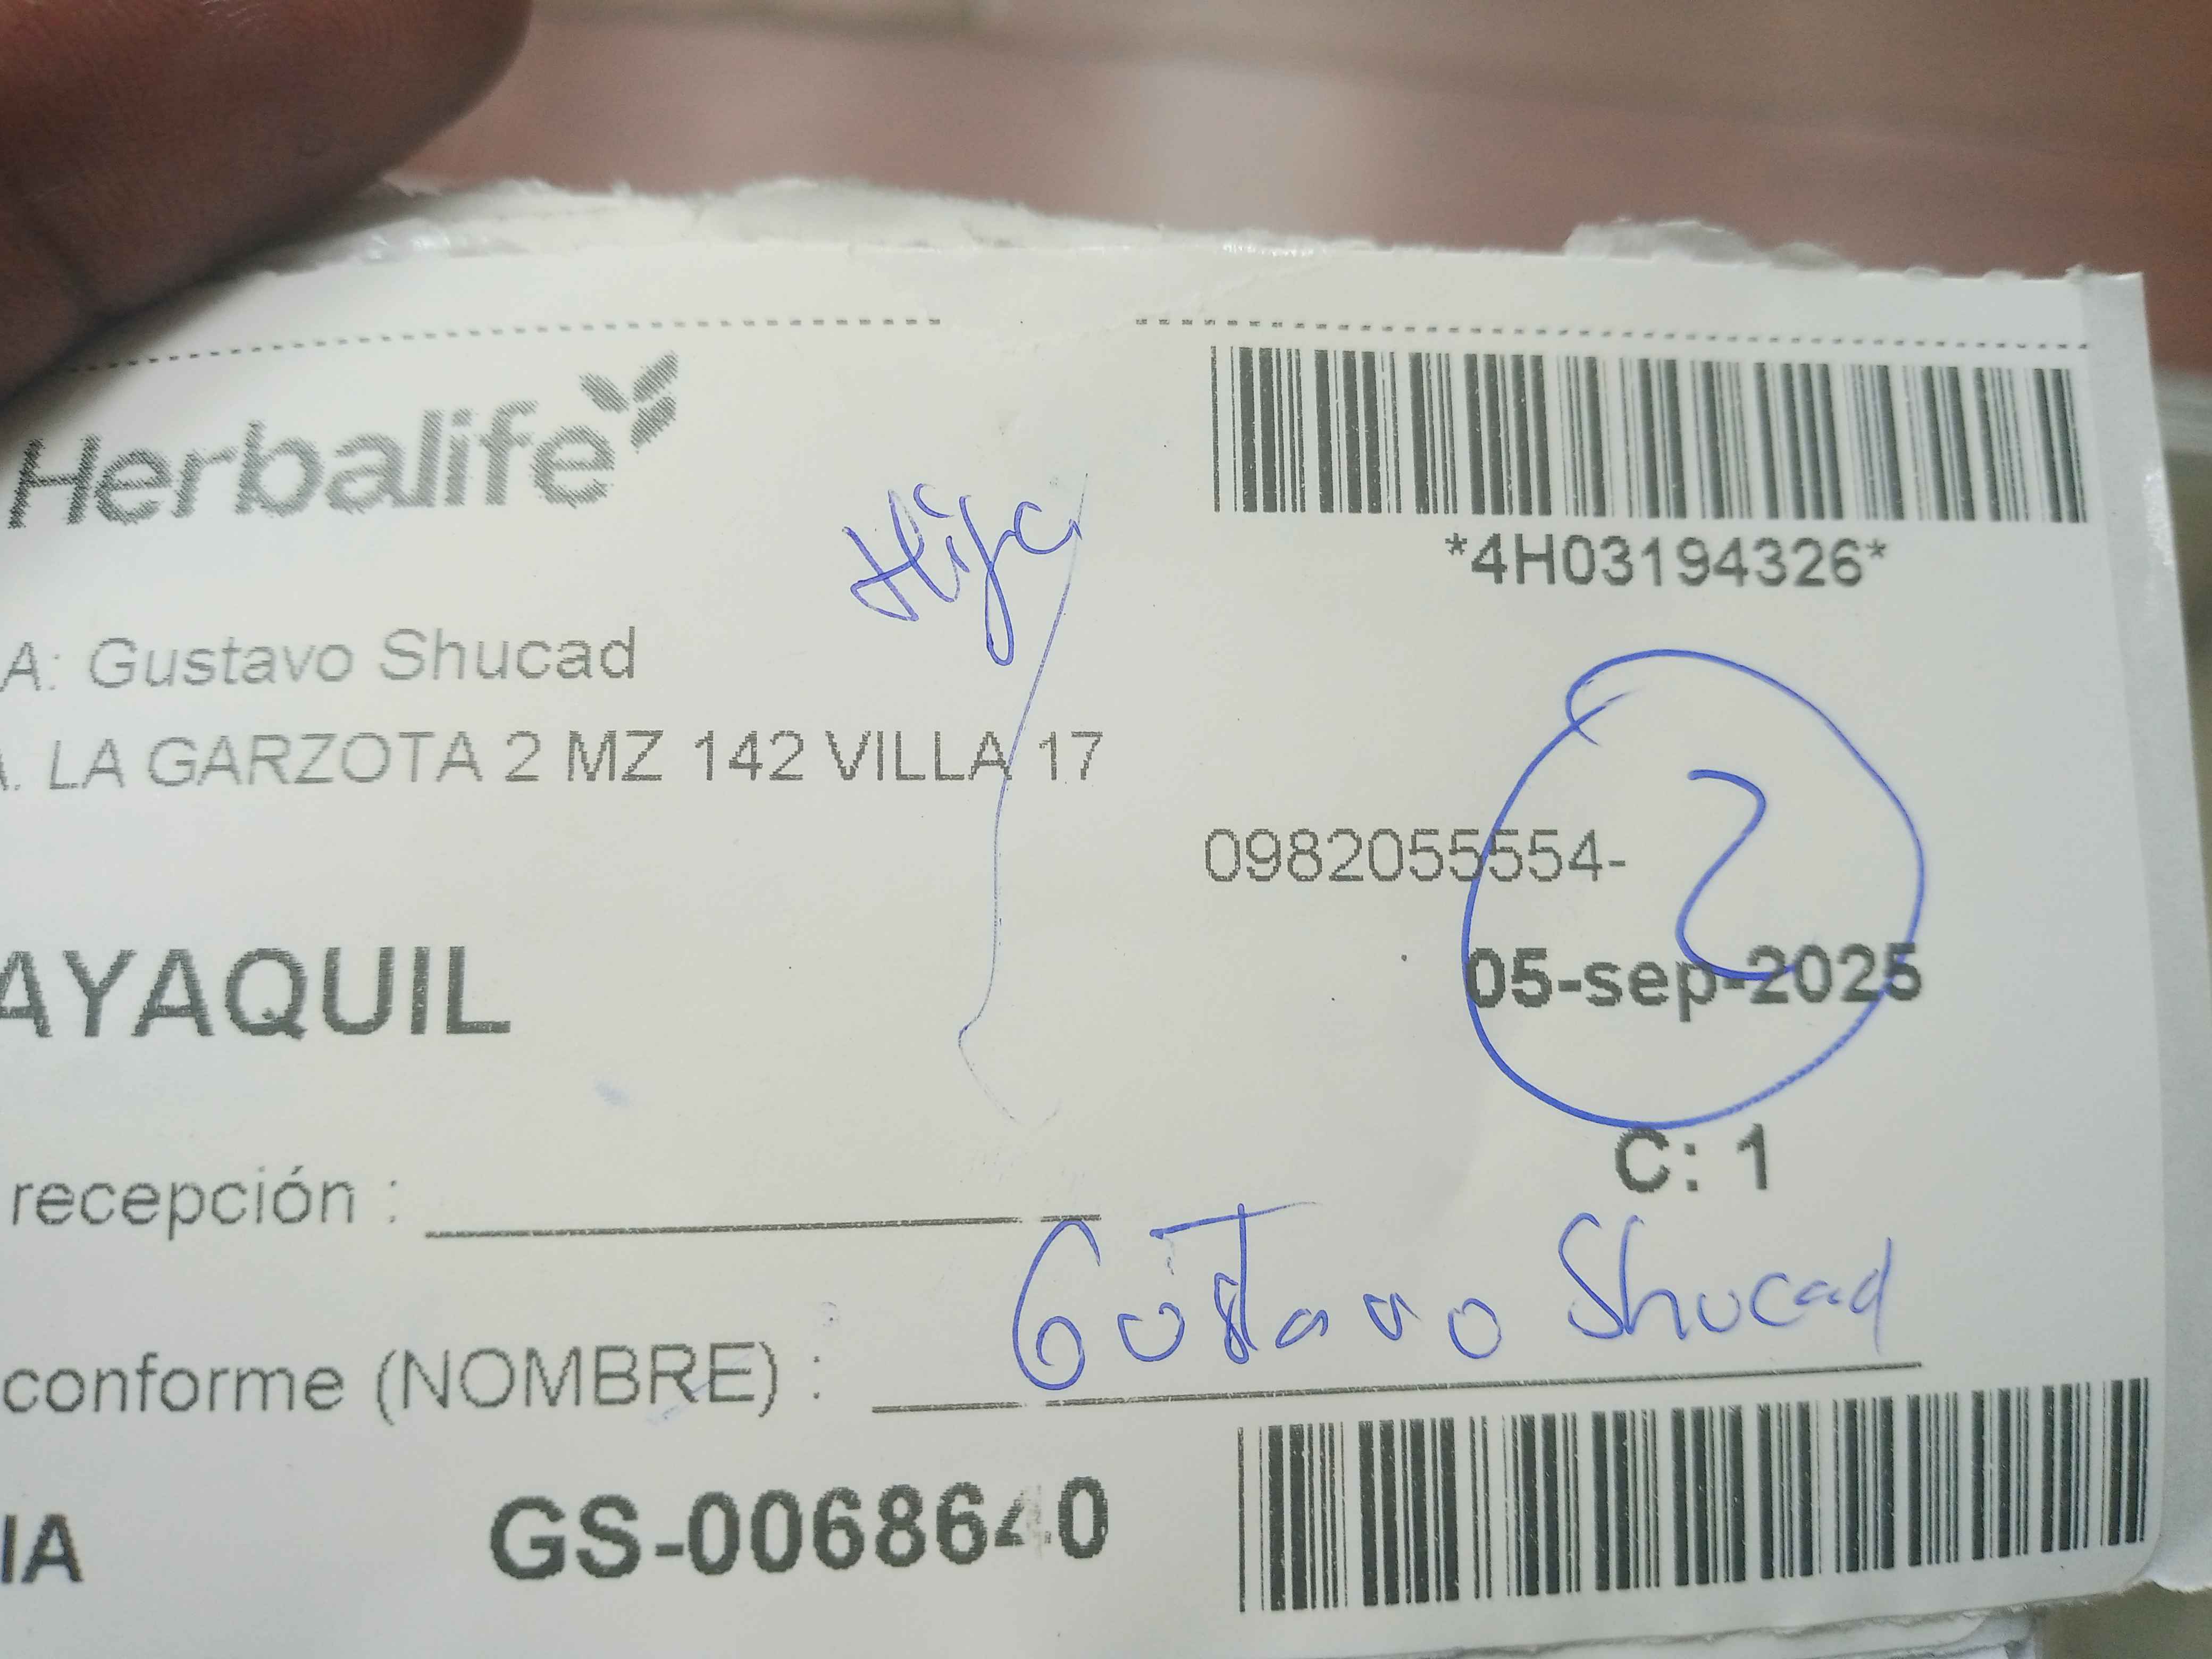 Herbalife
*4H03194326*
Hija
A: Gustavo Shucad
A. LA GARZOTA 2 MZ 142 VILLA 17
0982055554-
2
AYAQUIL
05-sep-2025
C: 1
recepción :
conforme (NOMBRE) : Gustavo Shucad
IA
GS-0068640